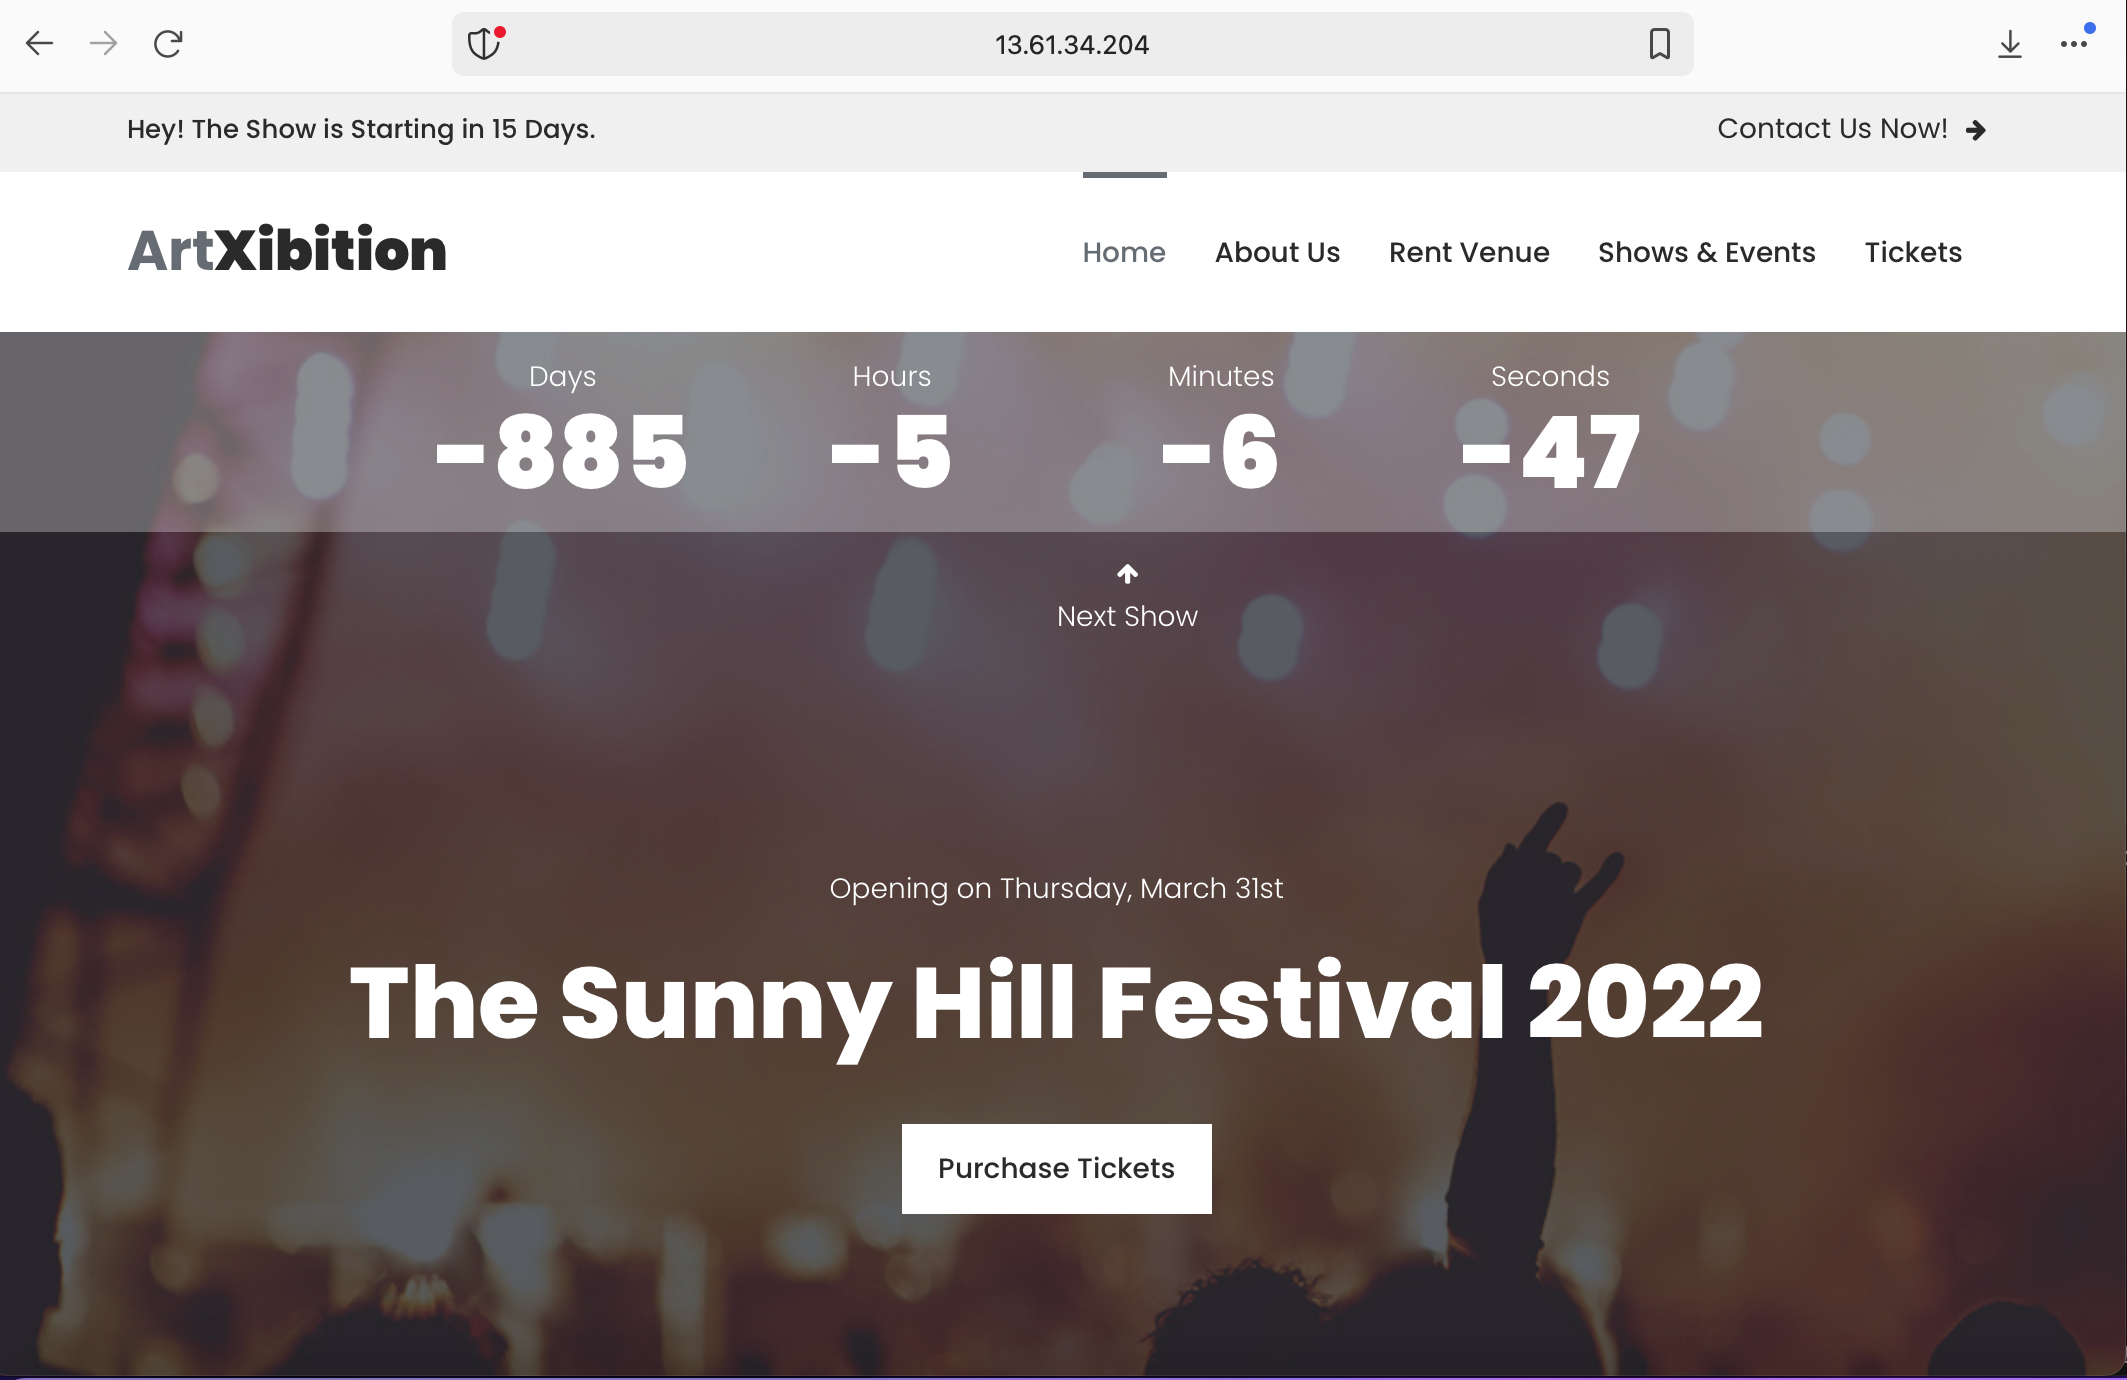 13.61.34.204
Hey! The Show is Starting in 15 Days.
Contact Us Now!
ArtXibition
Home About Us Rent Venue Shows & Events Tickets
Days Hours Minutes Seconds
-885 -5 -6 -47
Next Show
Opening on Thursday, March 31st
The Sunny Hill Festival 2022
Purchase Tickets